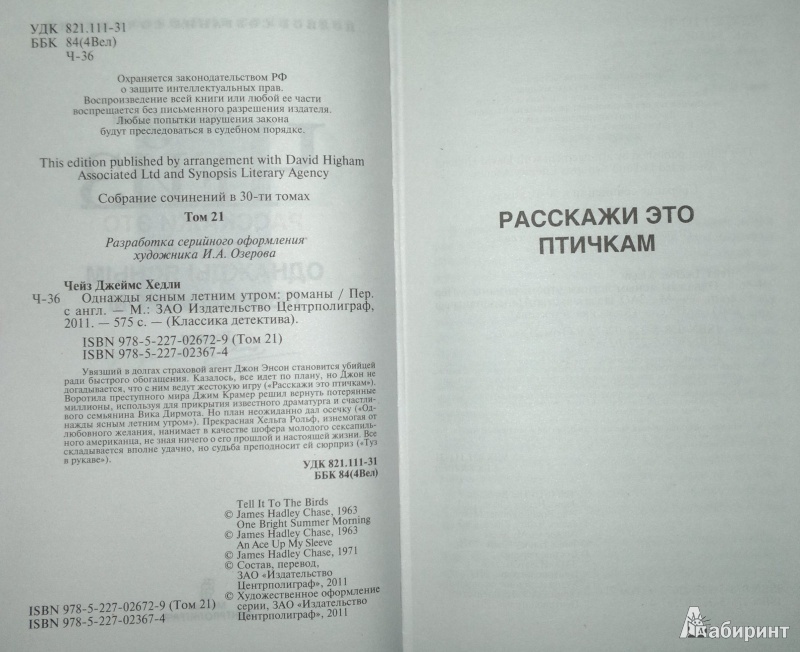 УДК 821.111-31
ББК 84(4Вел)
Ч-36
Охраняется законодательством РФ
о защите интеллектуальных прав.
Воспроизведение всей книги или любой ее части
воспрещается без письменного разрешения издателя.
Любые попытки нарушения закона
будут преследоваться в судебном порядке.
This edition published by arrangement with David Higham
Associated Ltd and Synopsis Literary Agency
Собрание сочинений в 30-ти томах
Том 21
Разработка серийного оформления
художника И.А. Озерова
Чейз Джеймс Хедли
Ч-36 Однажды ясным летним утром: романы / Пер.
с англ. — М.: ЗАО Издательство Центрполиграф,
2011. — 575 с. — (Классика детектива).
ISBN 978-5-227-02672-9 (Том 21)
ISBN 978-5-227-02367-4
Увязший в долгах страховой агент Джон Энсон становится убийцей
ради быстрого обогащения. Казалось, все идет по плану, но Джон не
догадывается, что с ним ведут жестокую игру («Расскажи это птичкам»).
Воротила преступного мира Джим Крамер решил вернуть потерянные
миллионы, используя для прикрытия известного драматурга и счастли-
вого семьянина Вика Дирмота. Но план неожиданно дал осечку («Од-
нажды ясным летним утром»). Прекрасная Хельга Рольф, изнемогая от
любовного желания, нанимает в качестве шофера молодого сексапиль-
ного американца, не зная ничего о его прошлой и настоящей жизни. Все
складывается вполне удачно, но судьба преподносит ей сюрприз («Туз
в рукаве»).
УДК 821.111-31
ББК 84(4Вел)
Tell It To The Birds
© James Hadley Chase, 1963
One Bright Summer Morning
© James Hadley Chase, 1963
An Ace Up My Sleeve
© James Hadley Chase, 1971
© Состав, перевод,
ЗАО «Издательство
Центрполиграф», 2011
© Художественное оформление
серии, ЗАО «Издательство
Центрполиграф», 2011
ISBN 978-5-227-02672-9 (Том 21)
ISBN 978-5-227-02367-4
РАССКАЖИ ЭТО
ПТИЧКАМ
Лабиринт